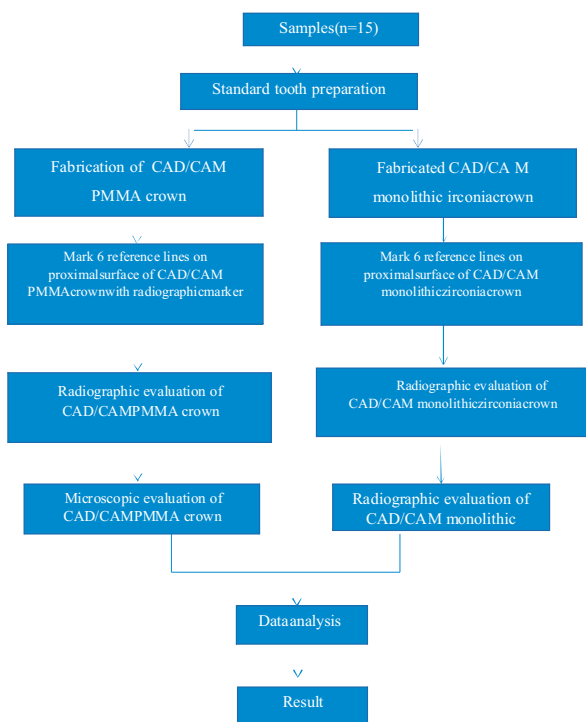 Samples(n=15)
Standard tooth preparation
Fabrication of CAD/CAM
PMMA crown
Fabricated CAD/CA M
monolithic irconiacrown
Mark 6 reference lines on
proximalsurface of CAD/CAM
PMMAcrownwith radiographicmarker
Mark 6 reference lines on
proximalsurface of CAD/CAM
monolithiczirconiacrown
Radiographic evaluation of
CAD/CAMPMMA crown
Radiographic evaluation of
CAD/CAM monolithiczirconiacrown
Microscopic evaluation of
CAD/CAMPMMA crown
Radiographic evaluation of
CAD/CAM monolithic
Dataanalysis
Result